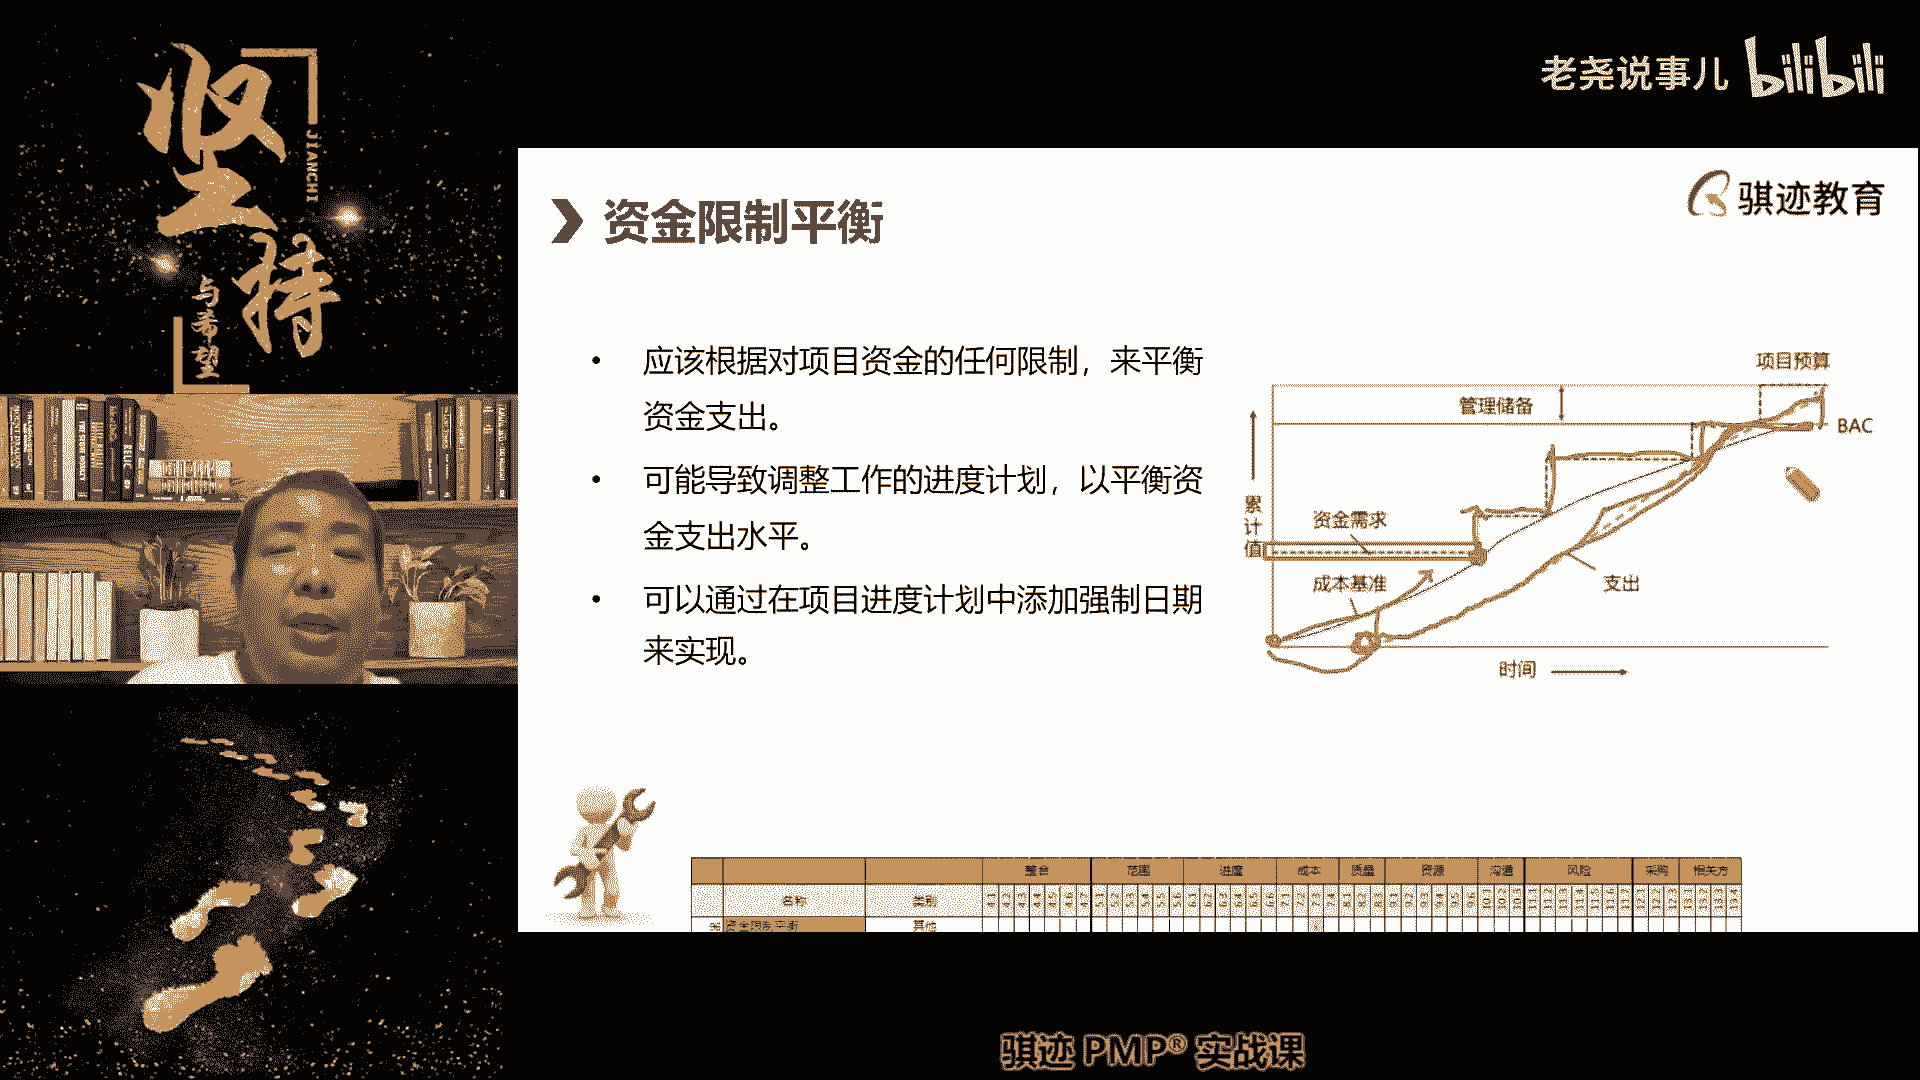 坚持
JIANCHI
与希望
老尧说事儿 bilibili
骐迹教育
资金限制平衡
• 应该根据对项目资金的任何限制，来平衡
资金支出。
• 可能导致调整工作的进度计划，以平衡资
金支出水平。
• 可以通过在项目进度计划中添加强制日期
来实现。
项目预算
管理储备
BAC
累计值
资金需求
成本基准
支出
时间
整合 范围 进度 成本 质量 资源 沟通 风险 采购 相关方
名称 类别
资金限制平衡 其他
骐迹 PMP® 实战课